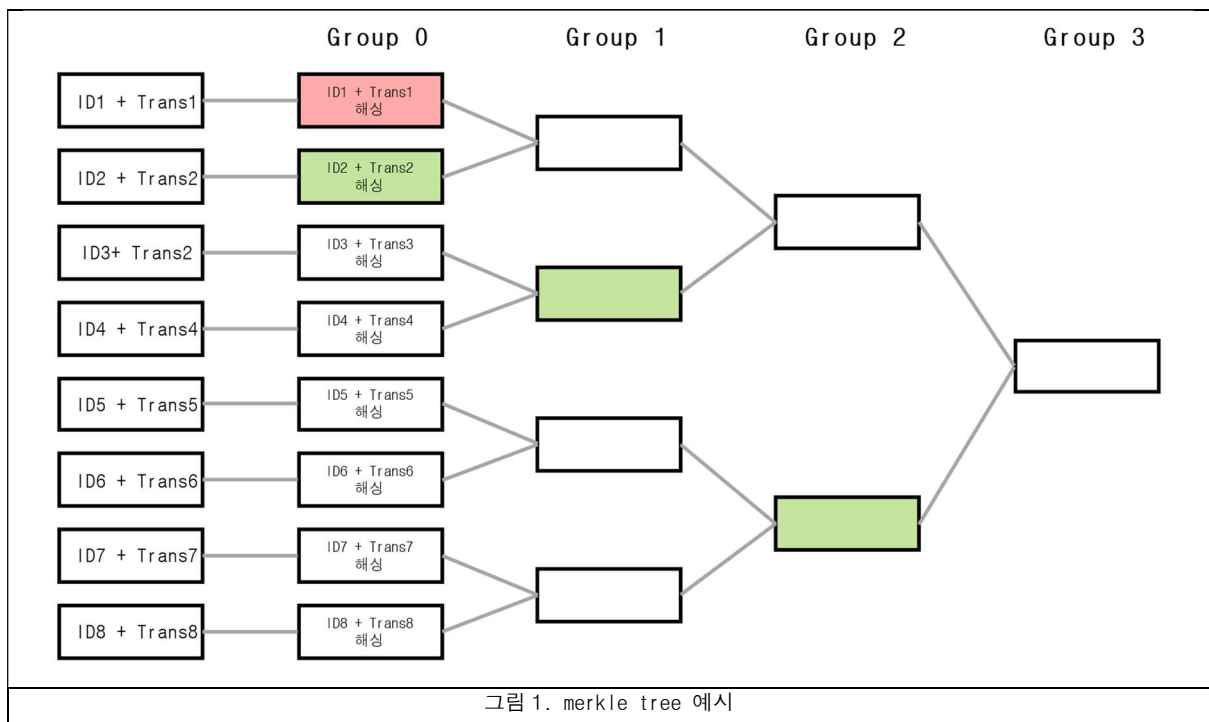 Group 0 Group 1 Group 2 Group 3
ID1 + Trans1
ID1 + Trans1
해싱
ID2 + Trans2
ID2 + Trans2
해싱
ID3+ Trans2
ID3 + Trans3
해싱
ID4 + Trans4
ID4 + Trans4
해싱
ID5 + Trans5
ID5 + Trans5
해싱
ID6 + Trans6
ID6 + Trans6
해싱
ID7 + Trans7
ID7 + Trans7
해싱
ID8 + Trans8
ID8 + Trans8
해싱
그림 1. merkle tree 예시